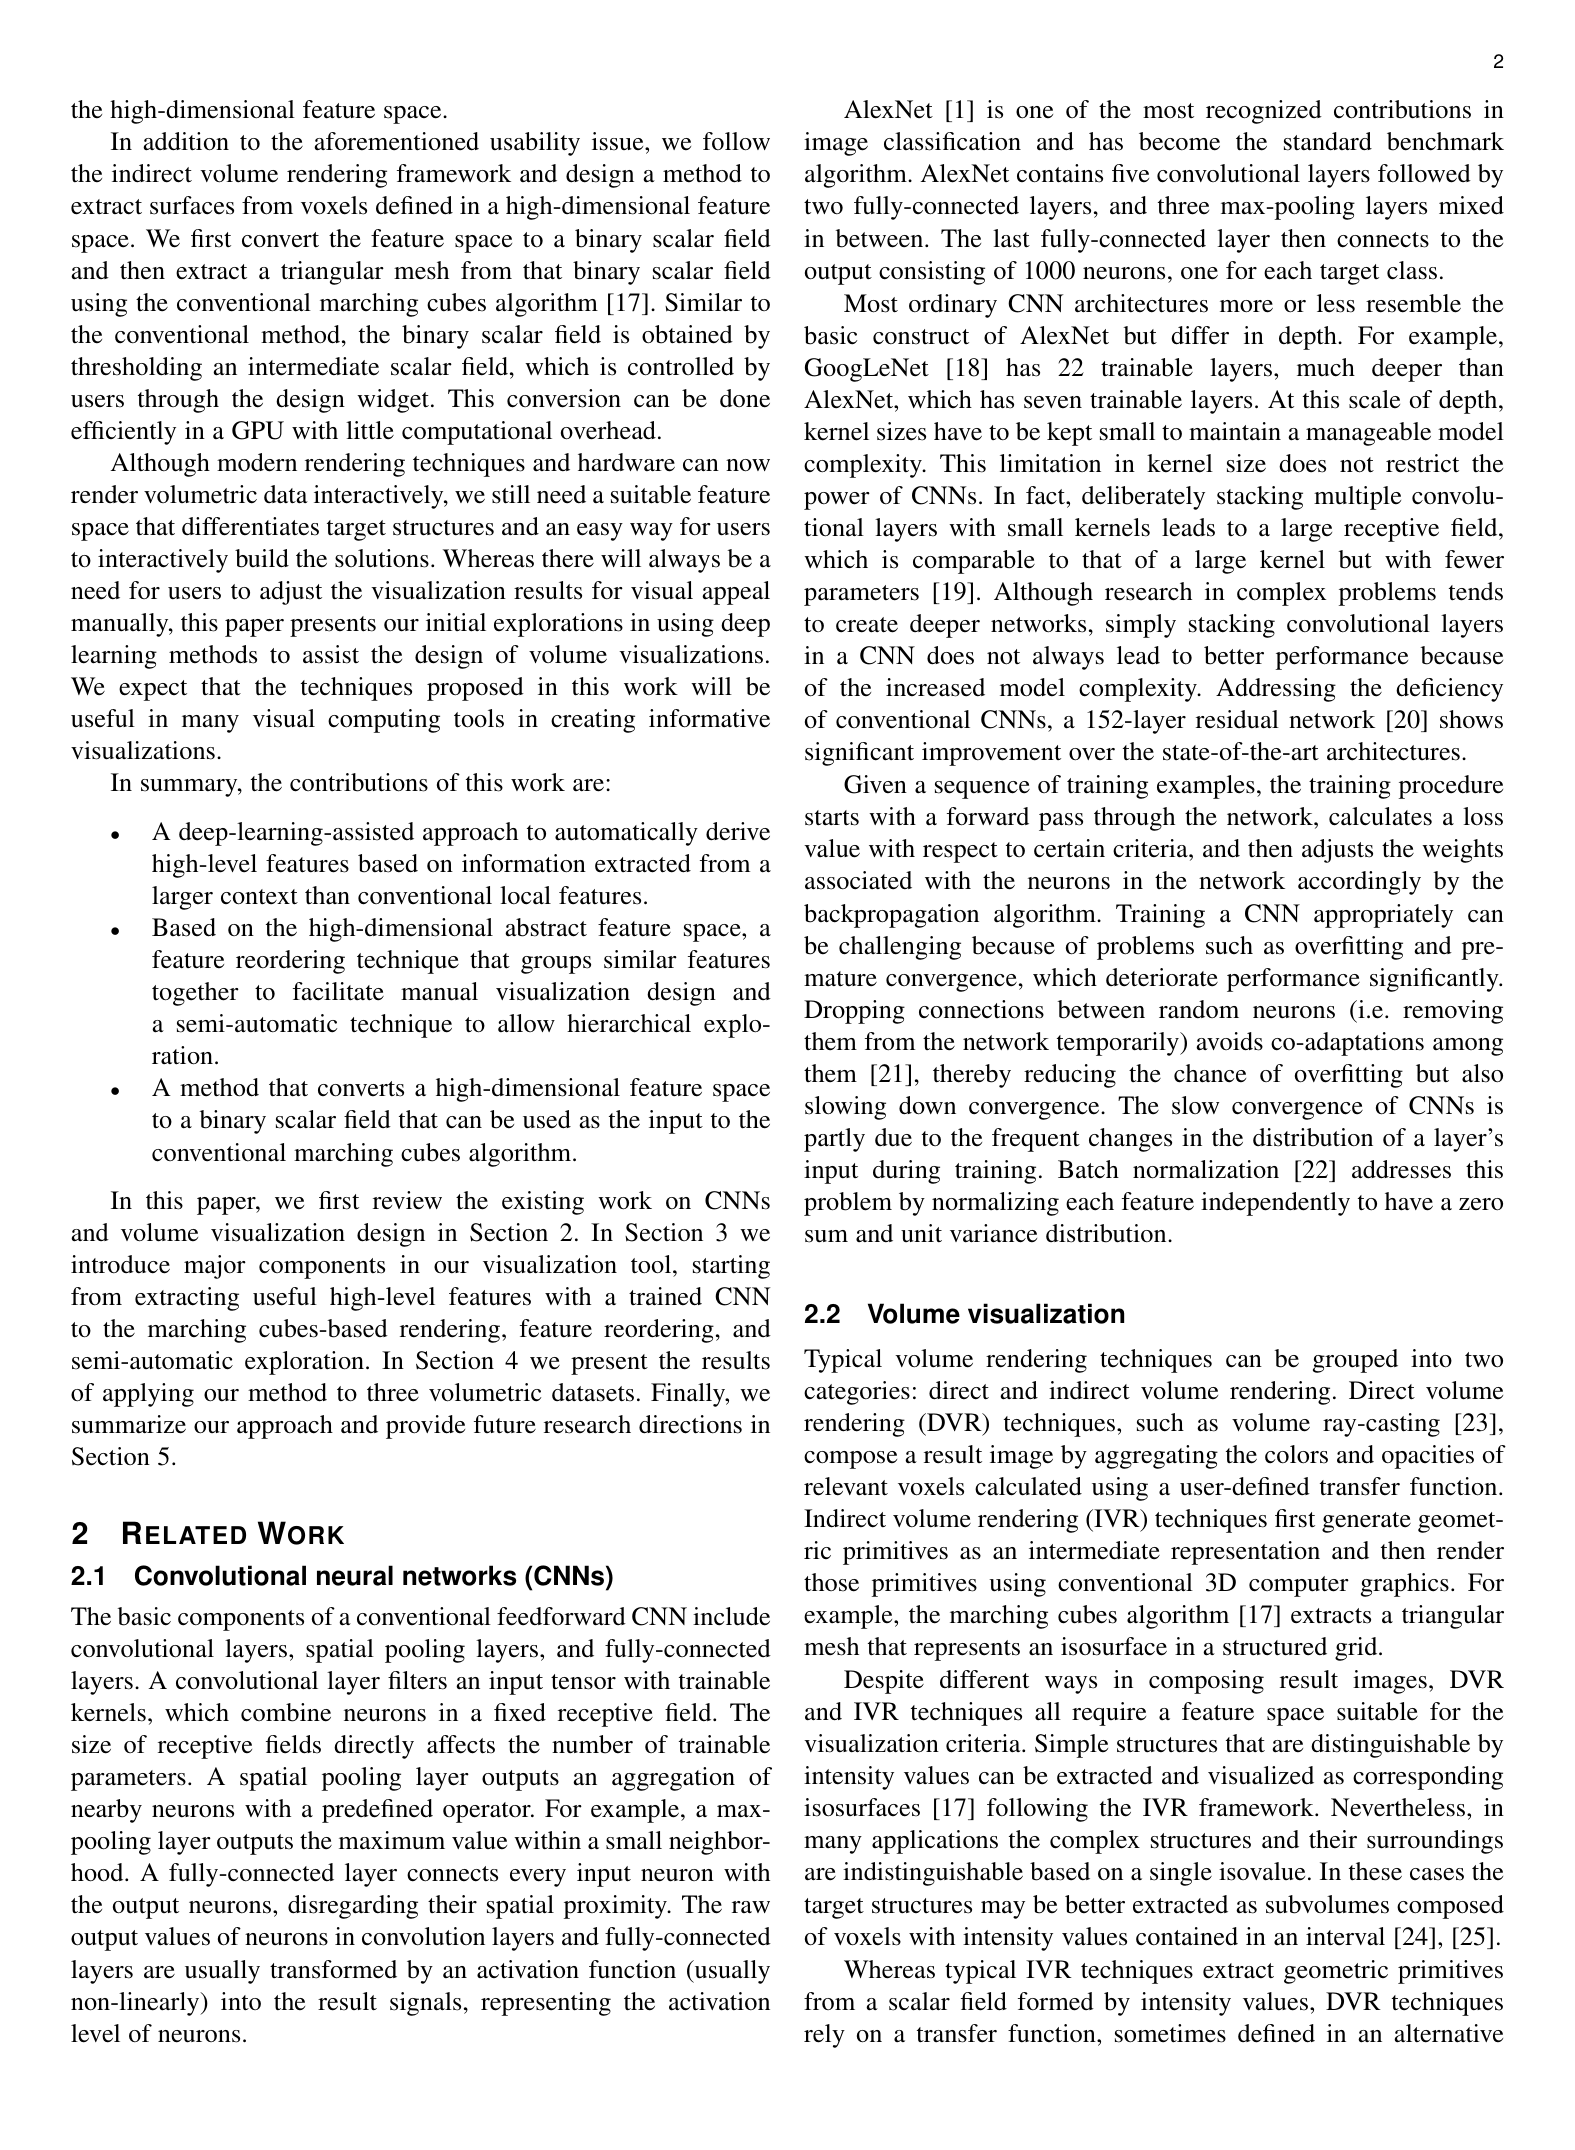 2
the high-dimensional feature space.
In addition to the aforementioned usability issue, we follow
the indirect volume rendering framework and design a method to
extract surfaces from voxels defined in a high-dimensional feature
space. We first convert the feature space to a binary scalar field
and then extract a triangular mesh from that binary scalar field
using the conventional marching cubes algorithm [17]. Similar to
the conventional method, the binary scalar field is obtained by
thresholding an intermediate scalar field, which is controlled by
users through the design widget. This conversion can be done
efficiently in a GPU with little computational overhead.
Although modern rendering techniques and hardware can now
render volumetric data interactively, we still need a suitable feature
space that differentiates target structures and an easy way for users
to interactively build the solutions. Whereas there will always be a
need for users to adjust the visualization results for visual appeal
manually, this paper presents our initial explorations in using deep
learning methods to assist the design of volume visualizations.
We expect that the techniques proposed in this work will be
useful in many visual computing tools in creating informative
visualizations.
In summary, the contributions of this work are:
• A deep-learning-assisted approach to automatically derive
high-level features based on information extracted from a
larger context than conventional local features.
• Based on the high-dimensional abstract feature space, a
feature reordering technique that groups similar features
together to facilitate manual visualization design and
a semi-automatic technique to allow hierarchical explo-
ration.
• A method that converts a high-dimensional feature space
to a binary scalar field that can be used as the input to the
conventional marching cubes algorithm.
In this paper, we first review the existing work on CNNs
and volume visualization design in Section 2. In Section 3 we
introduce major components in our visualization tool, starting
from extracting useful high-level features with a trained CNN
to the marching cubes-based rendering, feature reordering, and
semi-automatic exploration. In Section 4 we present the results
of applying our method to three volumetric datasets. Finally, we
summarize our approach and provide future research directions in
Section 5.
2 RELATED WORK
2.1 Convolutional neural networks (CNNs)
The basic components of a conventional feedforward CNN include
convolutional layers, spatial pooling layers, and fully-connected
layers. A convolutional layer filters an input tensor with trainable
kernels, which combine neurons in a fixed receptive field. The
size of receptive fields directly affects the number of trainable
parameters. A spatial pooling layer outputs an aggregation of
nearby neurons with a predefined operator. For example, a max-
pooling layer outputs the maximum value within a small neighbor-
hood. A fully-connected layer connects every input neuron with
the output neurons, disregarding their spatial proximity. The raw
output values of neurons in convolution layers and fully-connected
layers are usually transformed by an activation function (usually
non-linearly) into the result signals, representing the activation
level of neurons.
AlexNet [1] is one of the most recognized contributions in
image classification and has become the standard benchmark
algorithm. AlexNet contains five convolutional layers followed by
two fully-connected layers, and three max-pooling layers mixed
in between. The last fully-connected layer then connects to the
output consisting of 1000 neurons, one for each target class.
Most ordinary CNN architectures more or less resemble the
basic construct of AlexNet but differ in depth. For example,
GoogLeNet [18] has 22 trainable layers, much deeper than
AlexNet, which has seven trainable layers. At this scale of depth,
kernel sizes have to be kept small to maintain a manageable model
complexity. This limitation in kernel size does not restrict the
power of CNNs. In fact, deliberately stacking multiple convolu-
tional layers with small kernels leads to a large receptive field,
which is comparable to that of a large kernel but with fewer
parameters [19]. Although research in complex problems tends
to create deeper networks, simply stacking convolutional layers
in a CNN does not always lead to better performance because
of the increased model complexity. Addressing the deficiency
of conventional CNNs, a 152-layer residual network [20] shows
significant improvement over the state-of-the-art architectures.
Given a sequence of training examples, the training procedure
starts with a forward pass through the network, calculates a loss
value with respect to certain criteria, and then adjusts the weights
associated with the neurons in the network accordingly by the
backpropagation algorithm. Training a CNN appropriately can
be challenging because of problems such as overfitting and pre-
mature convergence, which deteriorate performance significantly.
Dropping connections between random neurons (i.e. removing
them from the network temporarily) avoids co-adaptations among
them [21], thereby reducing the chance of overfitting but also
slowing down convergence. The slow convergence of CNNs is
partly due to the frequent changes in the distribution of a layer's
input during training. Batch normalization [22] addresses this
problem by normalizing each feature independently to have a zero
sum and unit variance distribution.
2.2 Volume visualization
Typical volume rendering techniques can be grouped into two
categories: direct and indirect volume rendering. Direct volume
rendering (DVR) techniques, such as volume ray-casting [23],
compose a result image by aggregating the colors and opacities of
relevant voxels calculated using a user-defined transfer function.
Indirect volume rendering (IVR) techniques first generate geomet-
ric primitives as an intermediate representation and then render
those primitives using conventional 3D computer graphics. For
example, the marching cubes algorithm [17] extracts a triangular
mesh that represents an isosurface in a structured grid.
Despite different ways in composing result images, DVR
and IVR techniques all require a feature space suitable for the
visualization criteria. Simple structures that are distinguishable by
intensity values can be extracted and visualized as corresponding
isosurfaces [17] following the IVR framework. Nevertheless, in
many applications the complex structures and their surroundings
are indistinguishable based on a single isovalue. In these cases the
target structures may be better extracted as subvolumes composed
of voxels with intensity values contained in an interval [24], [25].
Whereas typical IVR techniques extract geometric primitives
from a scalar field formed by intensity values, DVR techniques
rely on a transfer function, sometimes defined in an alternative